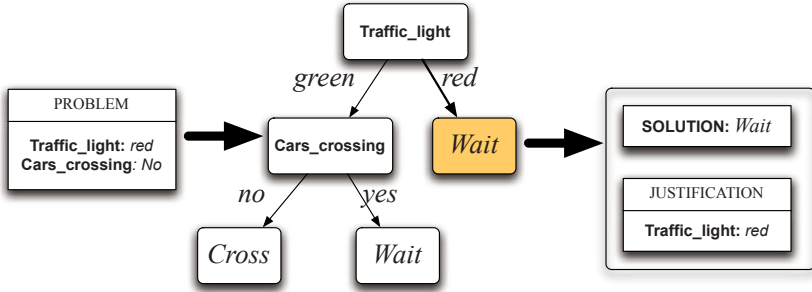 Traffic_light
green
red
PROBLEM
Traffic_light: red
Cars_crossing: No
Cars_crossing
Wait
SOLUTION: Wait
no
yes
JUSTIFICATION
Traffic_light: red
Cross
Wait